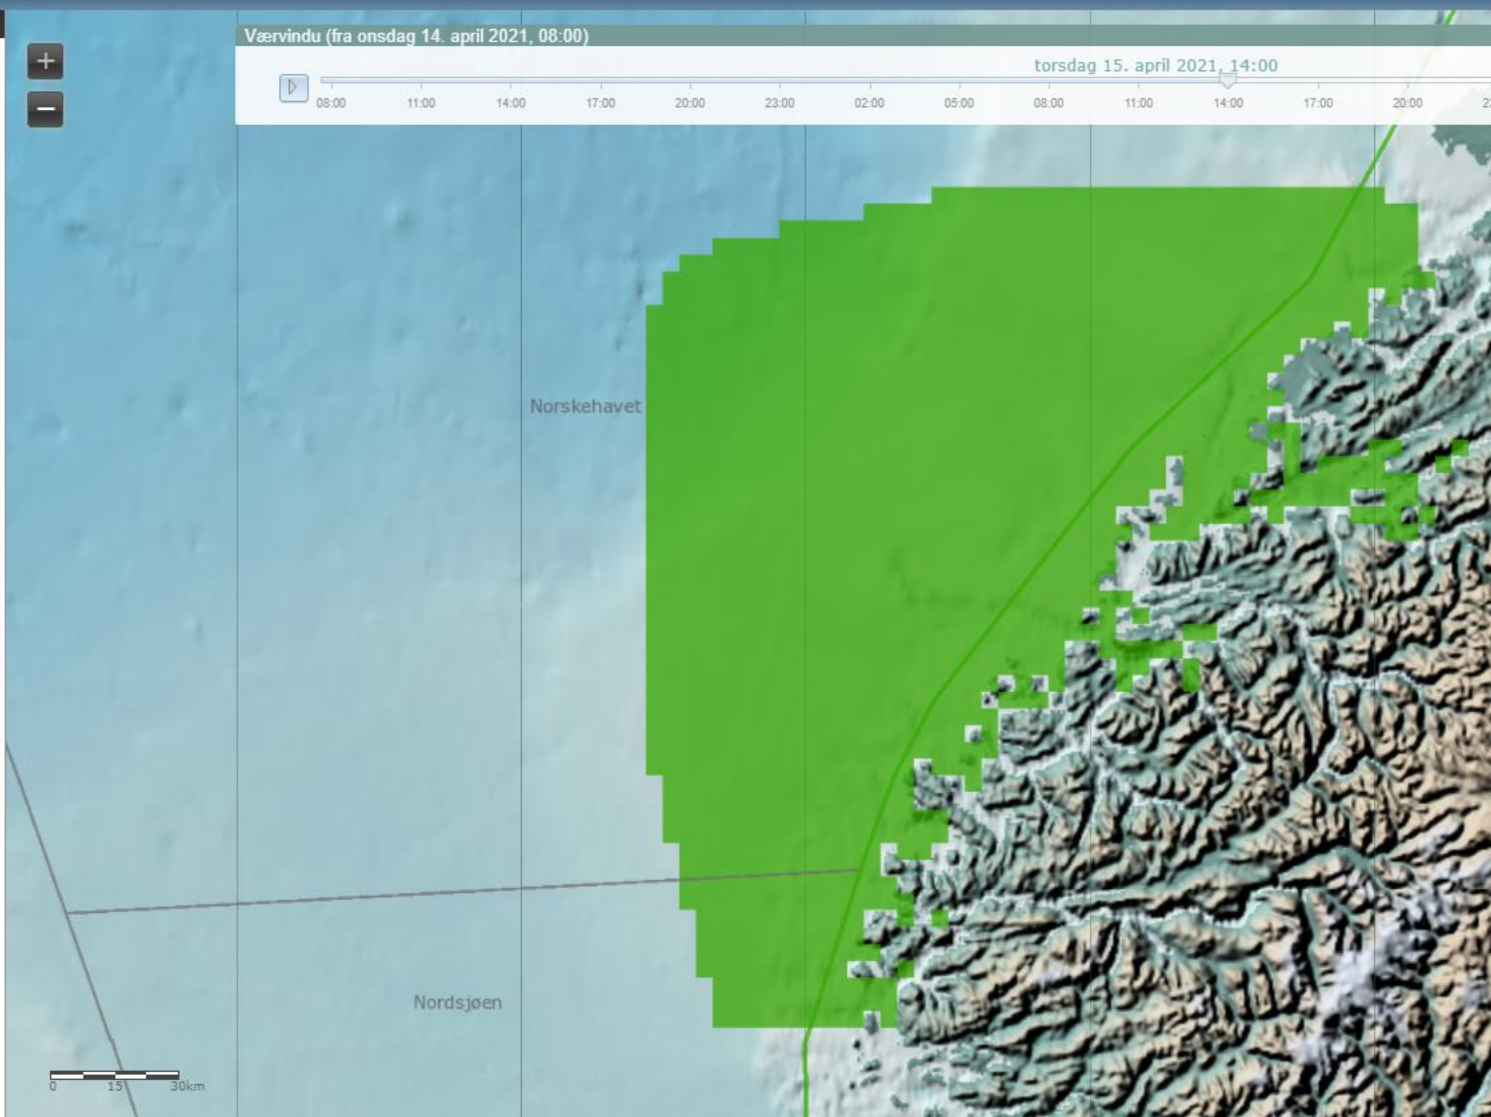 Værvindu (fra onsdag 14. april 2021, 08:00)
torsdag 15. april 2021, 14:00
08:00 11:00 14:00 17:00 20:00 23:00 02:00 05:00 08:00 11:00 14:00 17:00 20:00
Norskehavet
Nordsjøen
0 15 30km